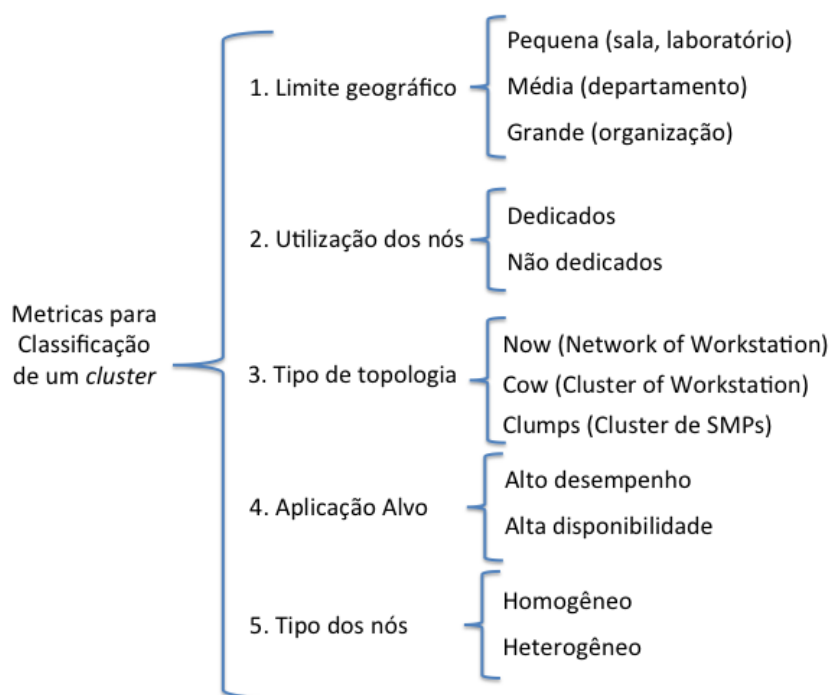 Metricas para
Classificação
de um cluster
1. Limite geográfico
Pequena (sala, laboratório)
Média (departamento)
Grande (organização)
2. Utilização dos nós
Dedicados
Não dedicados
3. Tipo de topologia
Now (Network of Workstation)
Cow (Cluster of Workstation)
Clumps (Cluster de SMPs)
4. Aplicação Alvo
Alto desempenho
Alta disponibilidade
5. Tipo dos nós
Homogêneo
Heterogêneo